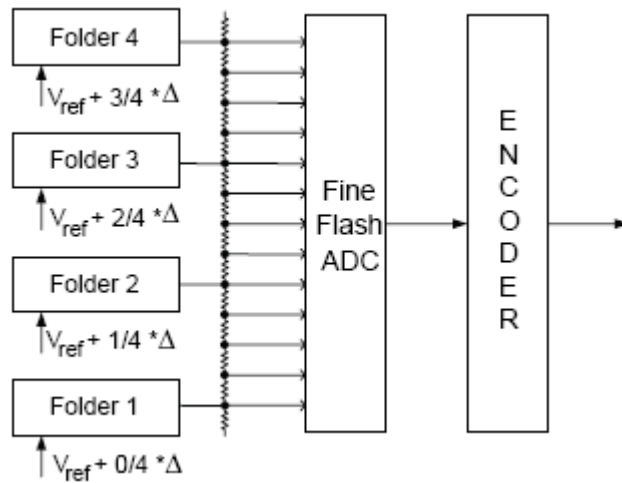 Folder 4
Vref + 3/4 *Δ
Folder 3
Vref + 2/4 *Δ
Folder 2
Vref + 1/4 *Δ
Folder 1
Vref + 0/4 *Δ
Fine
Flash
ADC
E
N
C
O
D
E
R